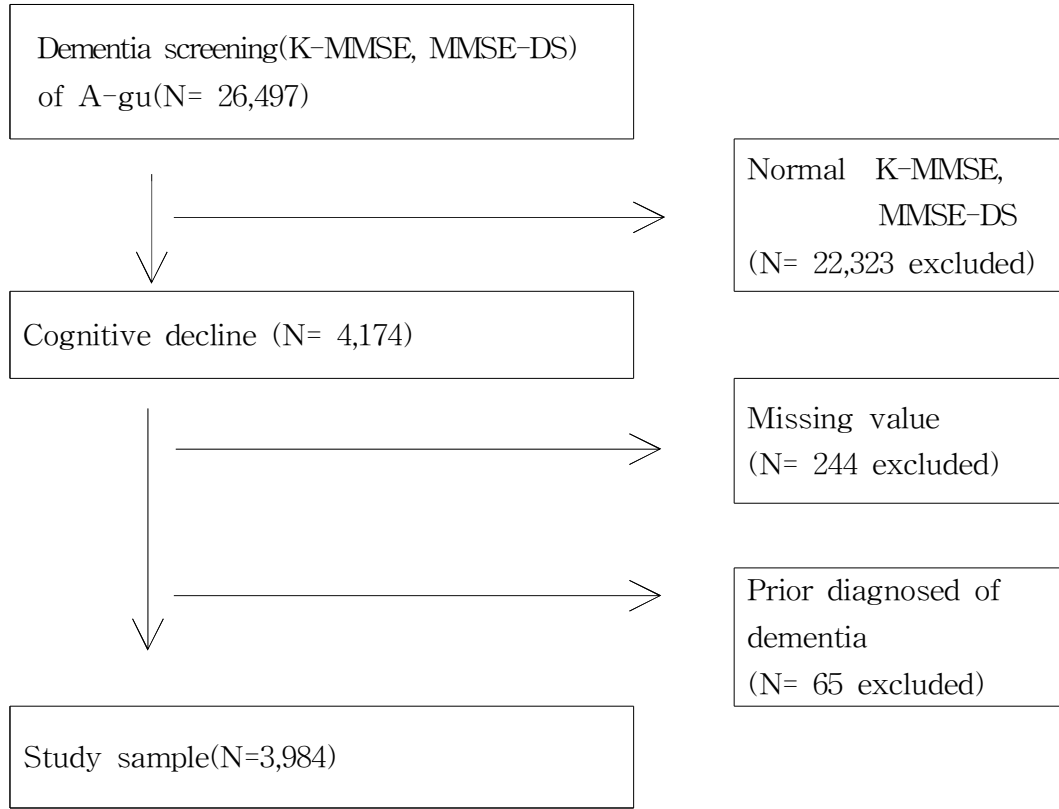 Dementia screening(K-MMSE, MMSE-DS)
of A-gu(N= 26,497)
Normal K-MMSE,
MMSE-DS
(N= 22,323 excluded)
Cognitive decline (N= 4,174)
Missing value
(N= 244 excluded)
Prior diagnosed of
dementia
(N= 65 excluded)
Study sample(N=3,984)